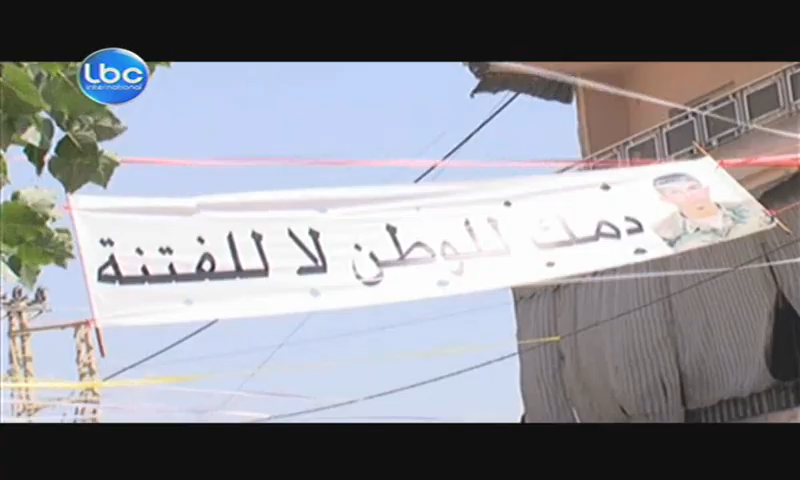 lbc
international
دمك للوطن لا للفتنة